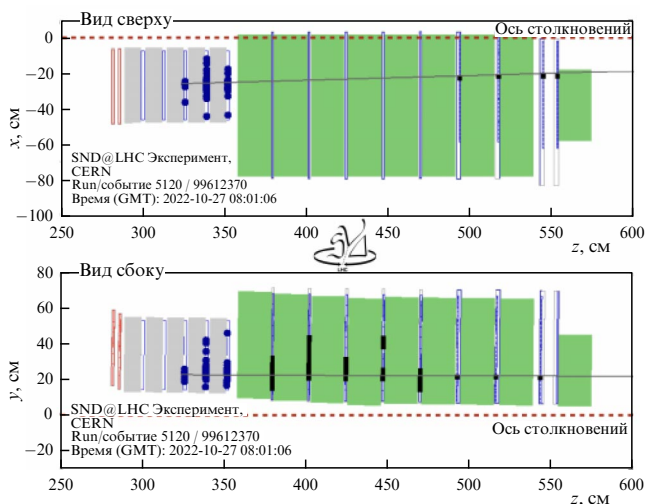 Вид сверху
Ось столкновений
0
−20
−40
−60
−80
−100
x, см
SND@LHC Эксперимент,
CERN
Run/событие 5120 / 99612370
Время (GMT): 2022-10-27 08:01:06
250 300 350 400 450 500 550 600
z, см
LHC
Вид сбоку
80
60
40
20
0
−20
y, см
SND@LHC Эксперимент,
CERN
Run/событие 5120 / 99612370
Время (GMT): 2022-10-27 08:01:06
Ось столкновений
250 300 350 400 450 500 550 600
z, см